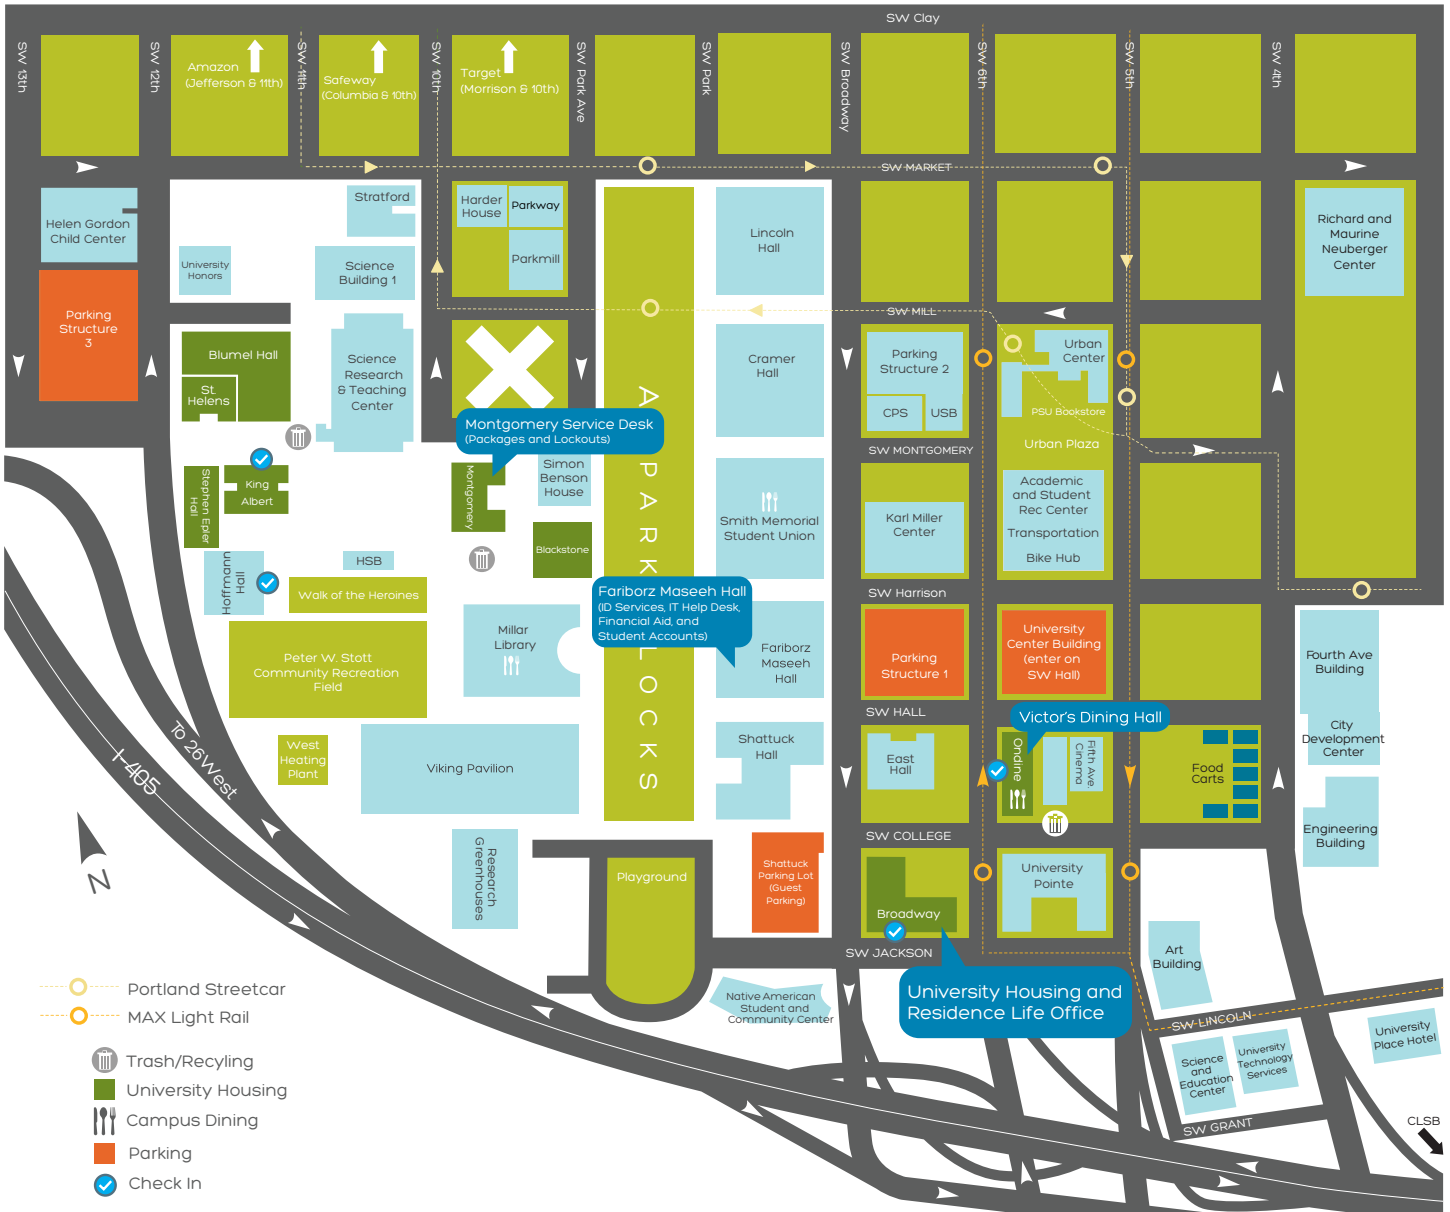 SW Clay
SW 13th
SW 12th
SW 11th
SW 10th
SW Park Ave
SW Park
SW Broadway
SW 6th
SW 5th
SW 4th
Amazon
(Jefferson & 11th)
Safeway
(Columbia & 10th)
Target
(Morrison & 10th)
SW MARKET
Helen Gordon
Child Center
Stratford
University
Honors
Science
Building 1
Harder
House
Parkway
Parkmill
Lincoln
Hall
Richard and
Maurine
Neuberger
Center
SW MILL
Parking
Structure
3
Blumel Hall
St.
Helens
Science
Research
& Teaching
Center
Cramer
Hall
Parking
Structure 2
CPS
USB
Urban
Center
PSU Bookstore
Urban Plaza
Montgomery Service Desk
(Packages and Lockouts)
SW MONTGOMERY
A PARK BLOCKS
Stephen Epler
Hall
King
Albert
Montgomery
Simon
Benson
House
Blackstone
Smith Memorial
Student Union
Karl Miller
Center
Academic
and Student
Rec Center
Transportation
Bike Hub
Hoffmann
Hall
HSB
Walk of the Heroines
SW Harrison
Fariborz Maseeh Hall
(ID Services, IT Help Desk,
Financial Aid, and
Student Accounts)
Peter W. Stott
Community Recreation
Field
Millar
Library
Fariborz
Maseeh
Hall
Parking
Structure 1
University
Center Building
(enter on
SW Hall)
Fourth Ave
Building
SW HALL
Victor's Dining Hall
City
Development
Center
West
Heating
Plant
Viking Pavilion
Shattuck
Hall
East
Hall
Ondine
Fifth Ave.
Cinema
Food
Carts
To 26 West
I-405
SW COLLEGE
Engineering
Building
N
Research
Greenhouses
Playground
Shattuck
Parking Lot
(Guest
Parking)
Broadway
University
Pointe
SW JACKSON
Art
Building
University Housing and
Residence Life Office
Native American
Student and
Community Center
SW LINCOLN
University
Place Hotel
Science
and
Education
Center
University
Technology
Services
SW GRANT
CLSB
Portland Streetcar
MAX Light Rail
Trash/Recyling
University Housing
Campus Dining
Parking
Check In